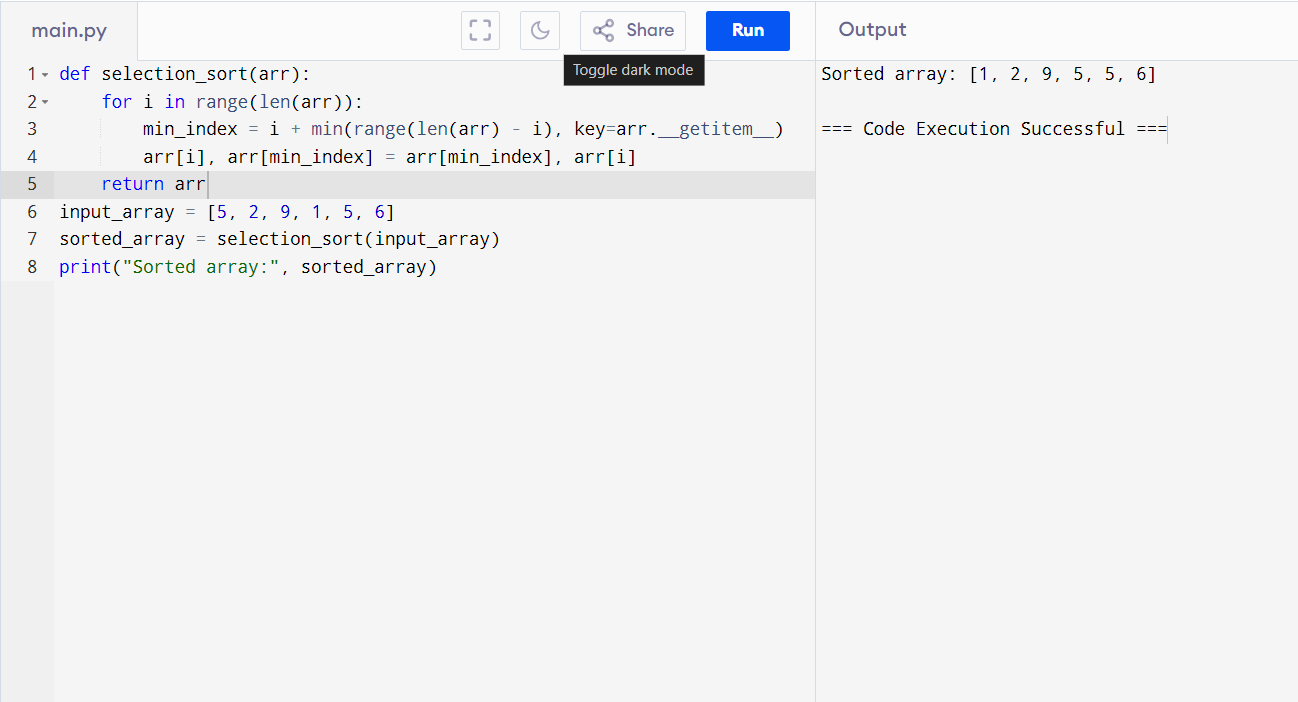 main.py
Share
Run
Output
Toggle dark mode
1 def selection_sort(arr):
2     for i in range(len(arr)):
3         min_index = i + min(range(len(arr) - i), key=arr.__getitem__)
4         arr[i], arr[min_index] = arr[min_index], arr[i]
5     return arr
6 input_array = [5, 2, 9, 1, 5, 6]
7 sorted_array = selection_sort(input_array)
8 print("Sorted array:", sorted_array)
Sorted array: [1, 2, 9, 5, 5, 6]
=== Code Execution Successful ===